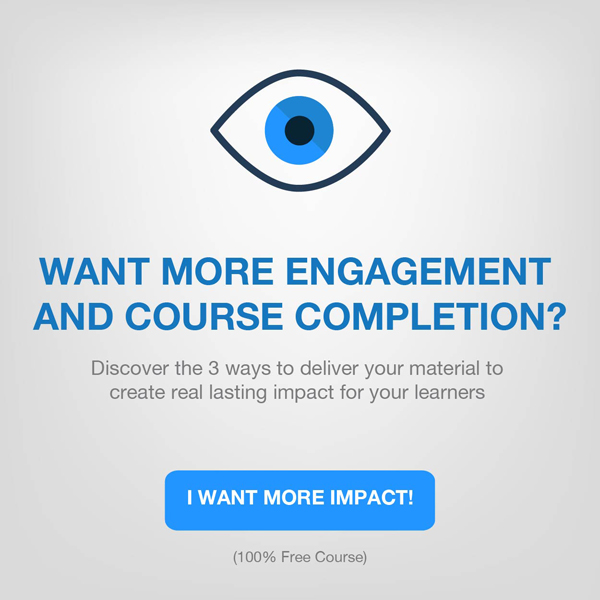 WANT MORE ENGAGEMENT
AND COURSE COMPLETION?
Discover the 3 ways to deliver your material to
create real lasting impact for your learners
I WANT MORE IMPACT!
(100% Free Course)